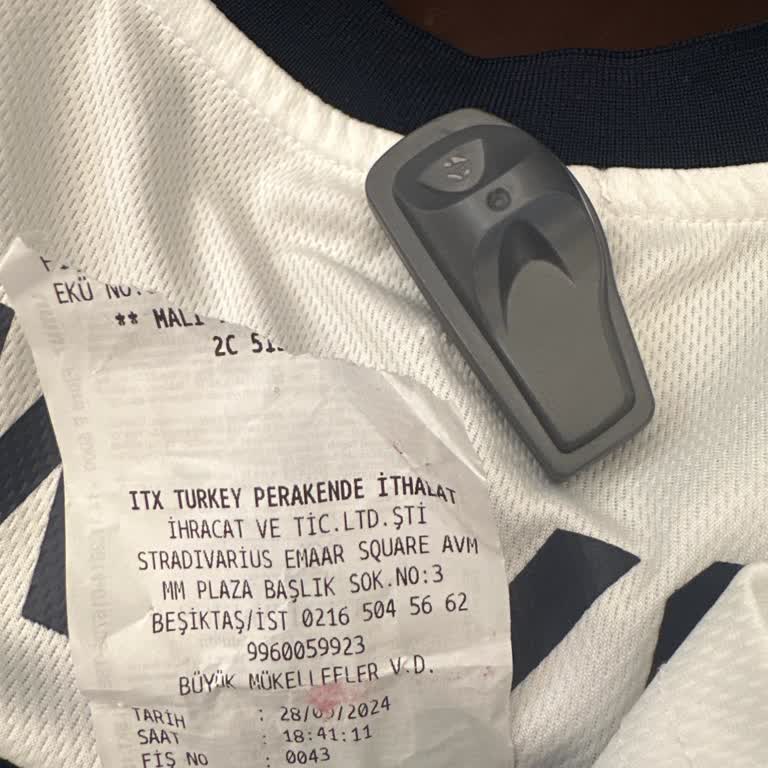 EKÜ
** MALİ
2C
ITX TURKEY PERAKENDE İTHALAT
İHRACAT VE TİC.LTD.ŞTİ
STRADIVARIUS EMAAR SQUARE AVM
MM PLAZA BAŞLIK SOK.NO:3
BEŞİKTAŞ/İST 0216 504 56 62
9960059923
BÜYÜK MÜKELLEFLER V.D.
TARİH :
SAAT : 18:41:11
FİŞ NO : 0043